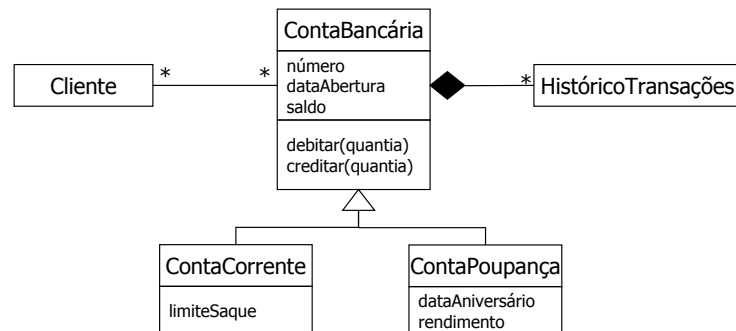 ContaBancária
número
dataAbertura
saldo
debitar(quantia)
creditar(quantia)
Cliente
*
*
*
HistóricoTransações
ContaCorrente
limiteSaque
ContaPoupança
dataAniversário
rendimento